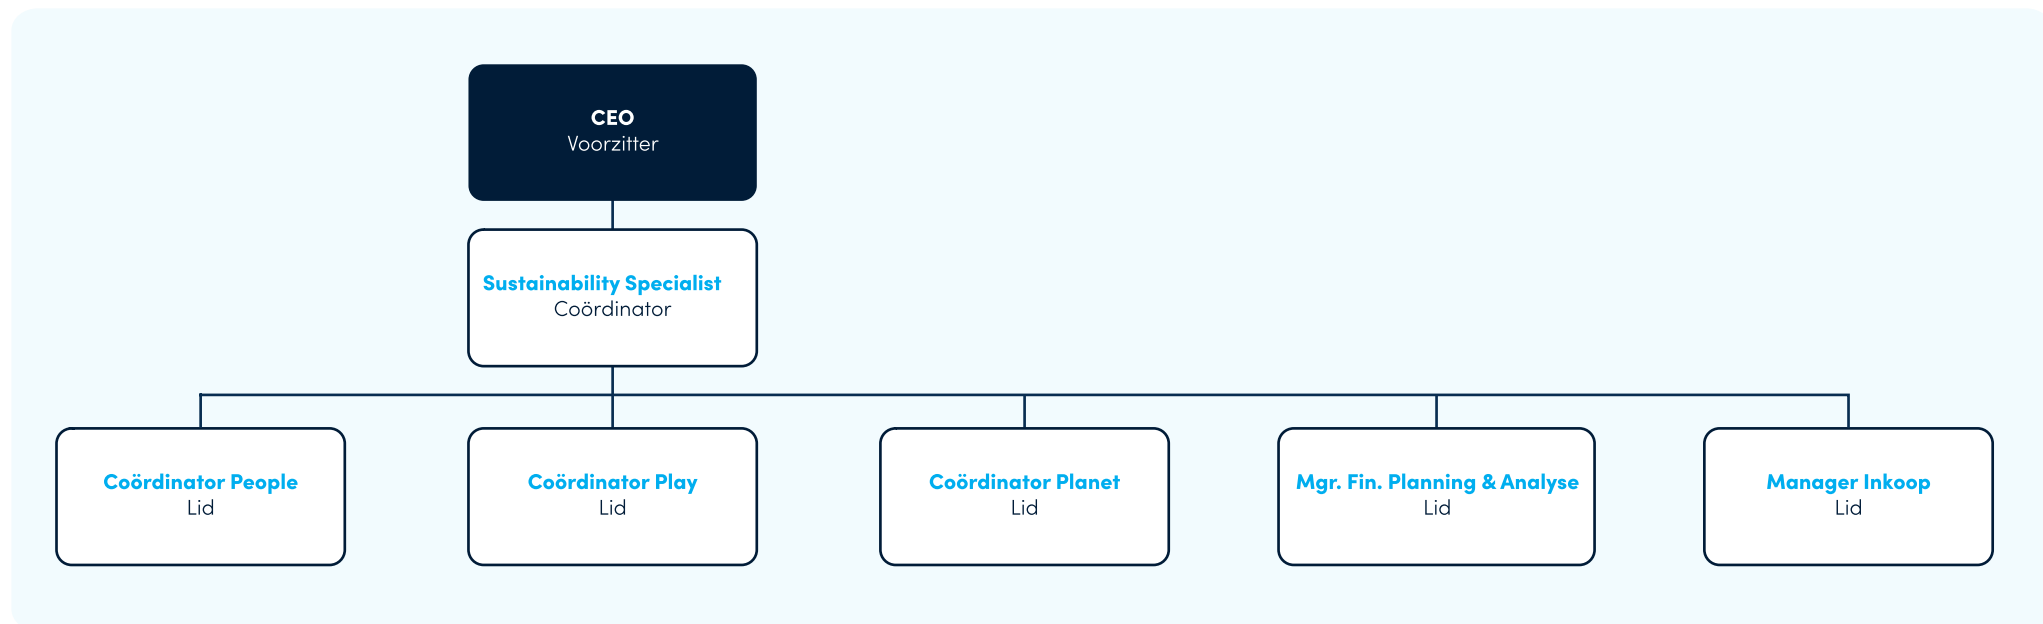 CEO
Voorzitter
Sustainability Specialist
Coördinator
Coördinator People
Lid
Coördinator Play
Lid
Coördinator Planet
Lid
Mgr. Fin. Planning & Analyse
Lid
Manager Inkoop
Lid